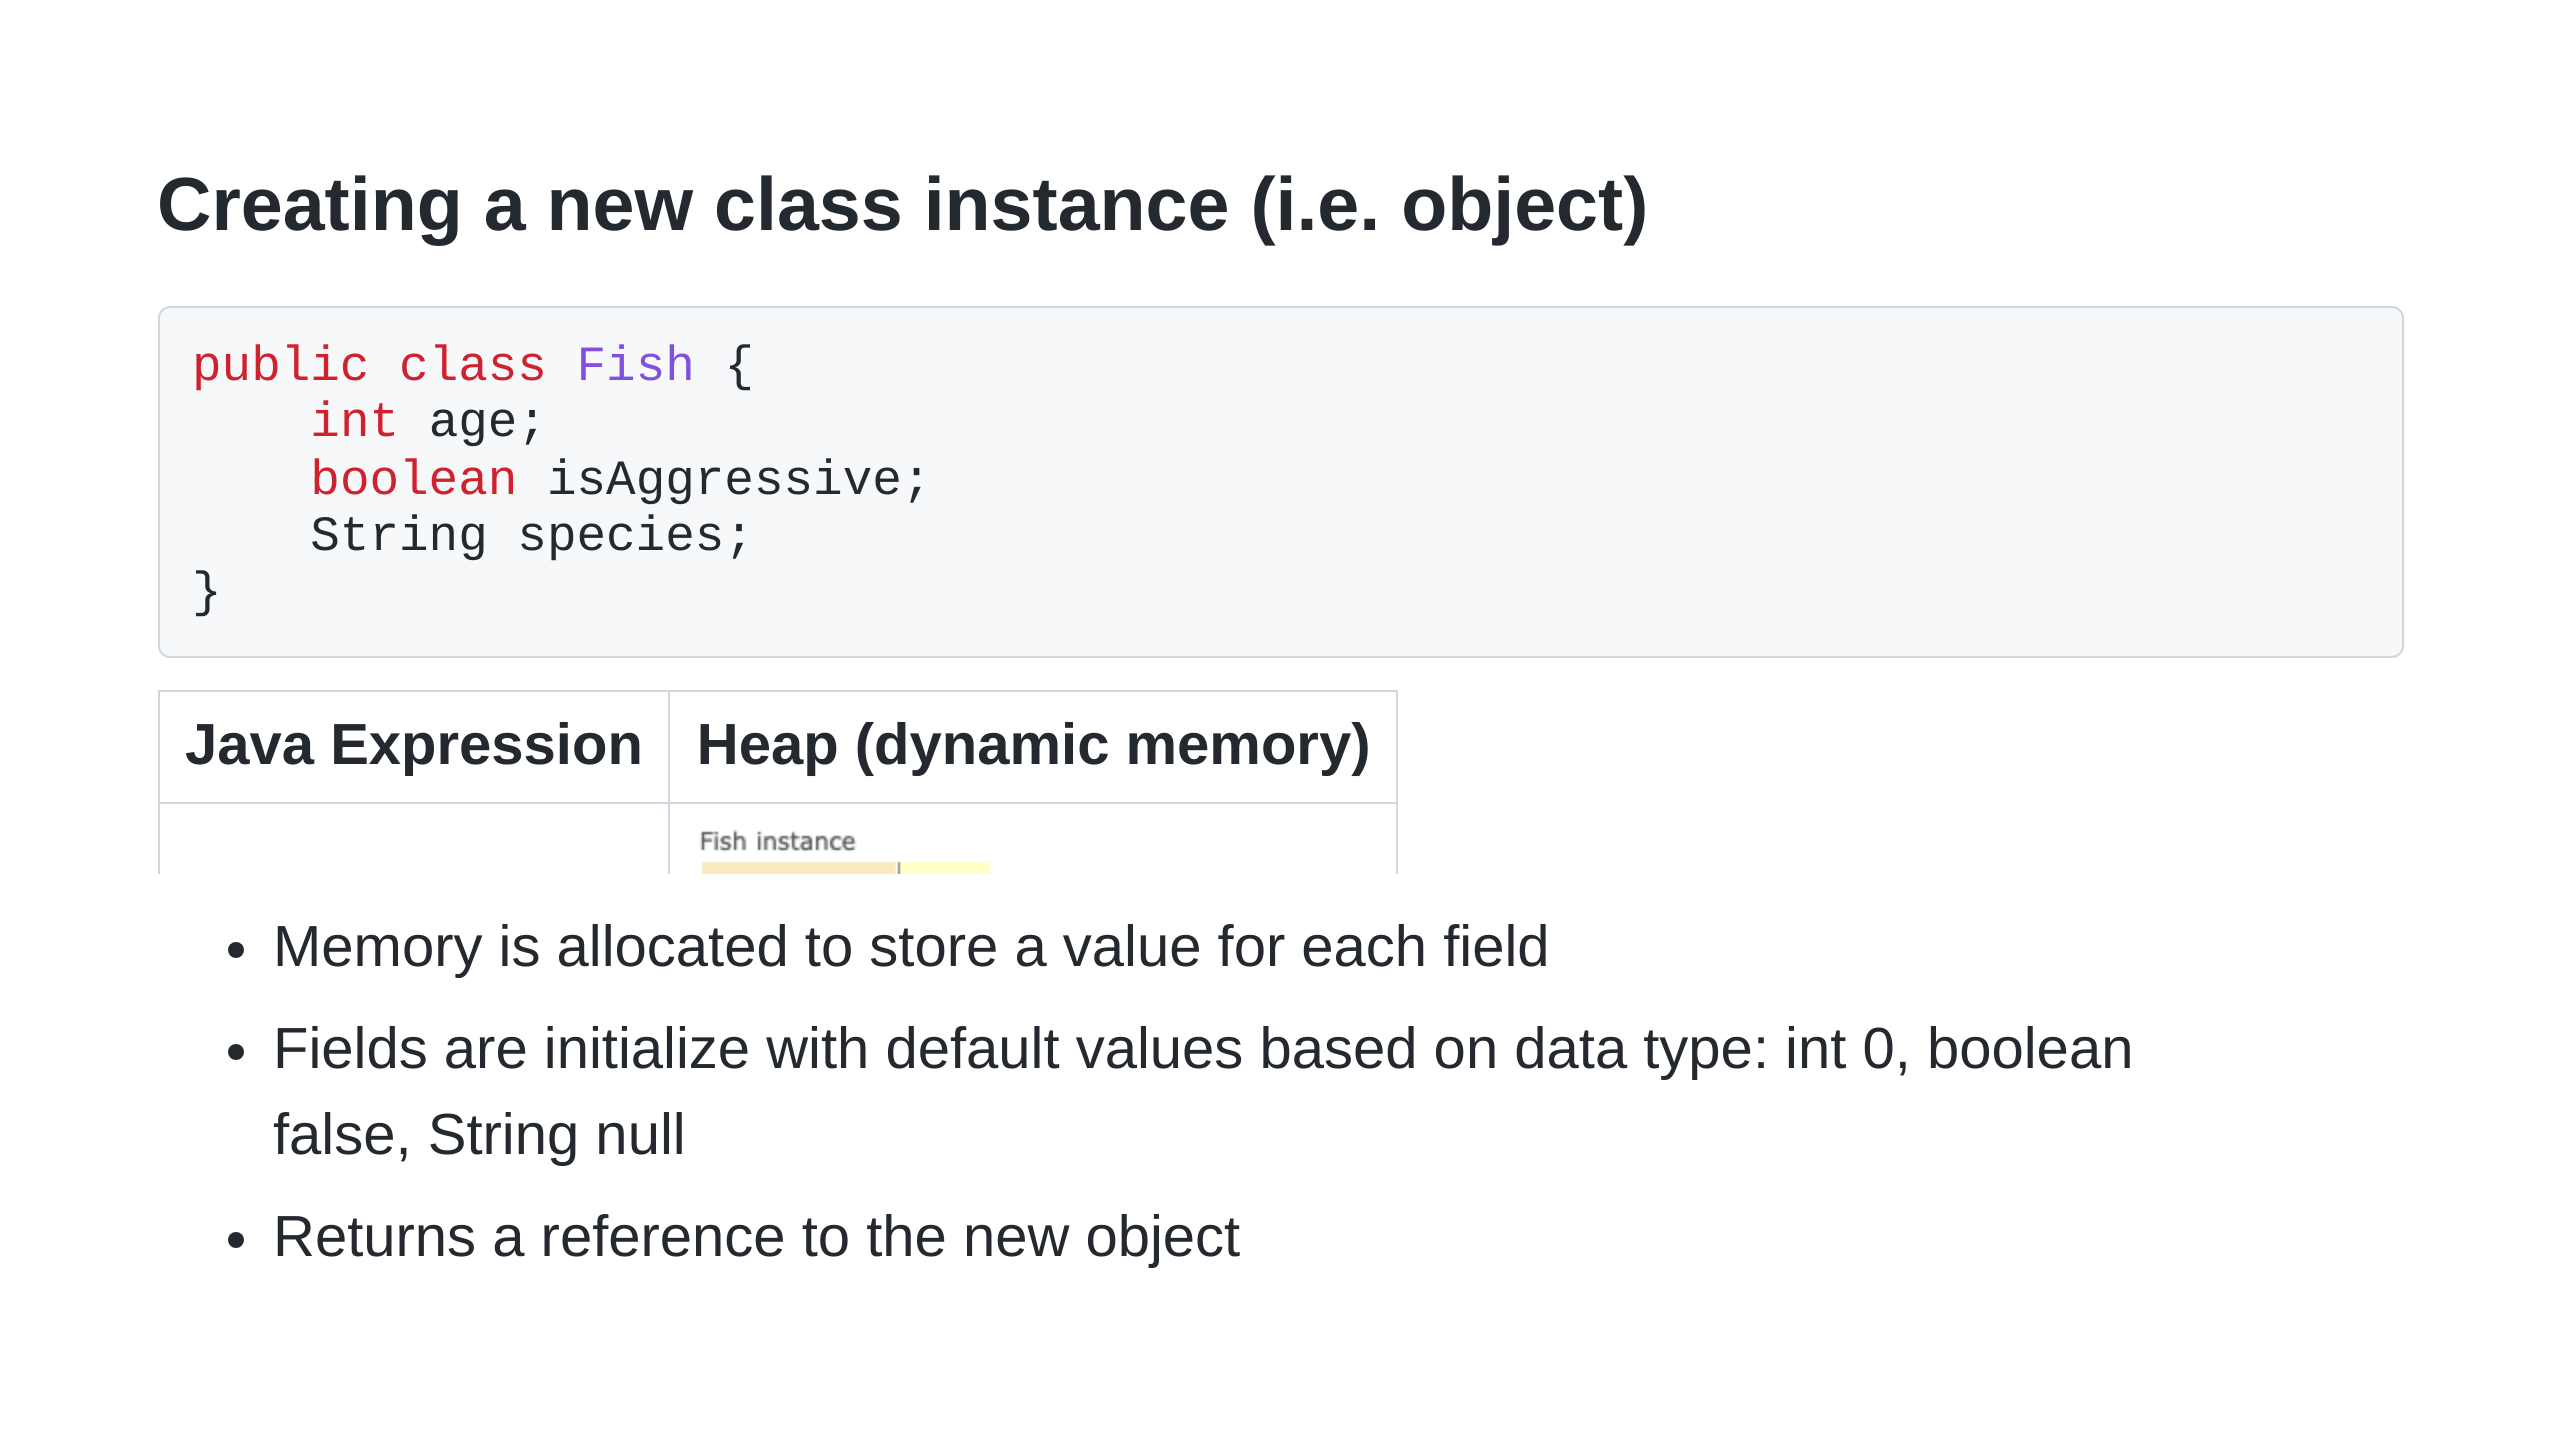 Creating a new class instance (i.e. object)
public class Fish {
    int age;
    boolean isAggressive;
    String species;
}
Java Expression
Heap (dynamic memory)
Fish instance
• Memory is allocated to store a value for each field
• Fields are initialize with default values based on data type: int 0, boolean
false, String null
• Returns a reference to the new object